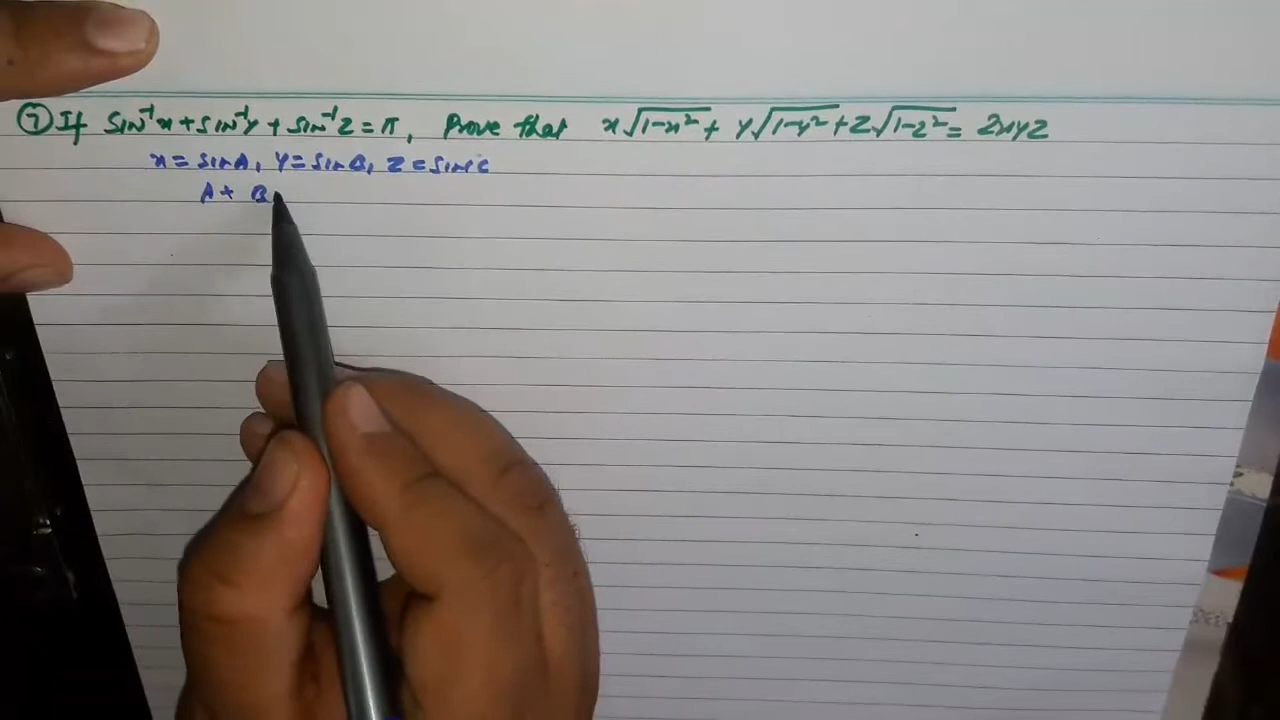 ⑦ If sin⁻¹x + sin⁻¹y + sin⁻¹z = π, Prove that x√1-x² + y√1-y² + z√1-z² = 2xyz
x = sinA, y = sinB, z = sinC
A + B